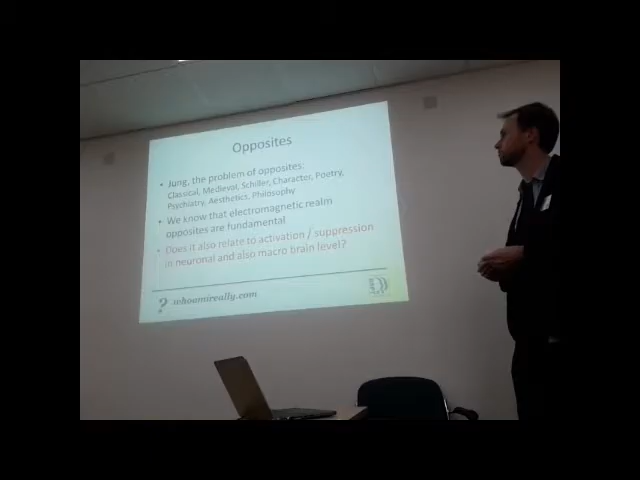 Opposites
• Jung, the problem of opposites:
Classical, Medieval, Schiller, Character, Poetry,
Psychiatry, Aesthetics, Philosophy
• We know that electromagnetic realm
opposites are fundamental
• Does it also relate to activation / suppression
in neuronal and also macro brain level?
? whoamireally.com